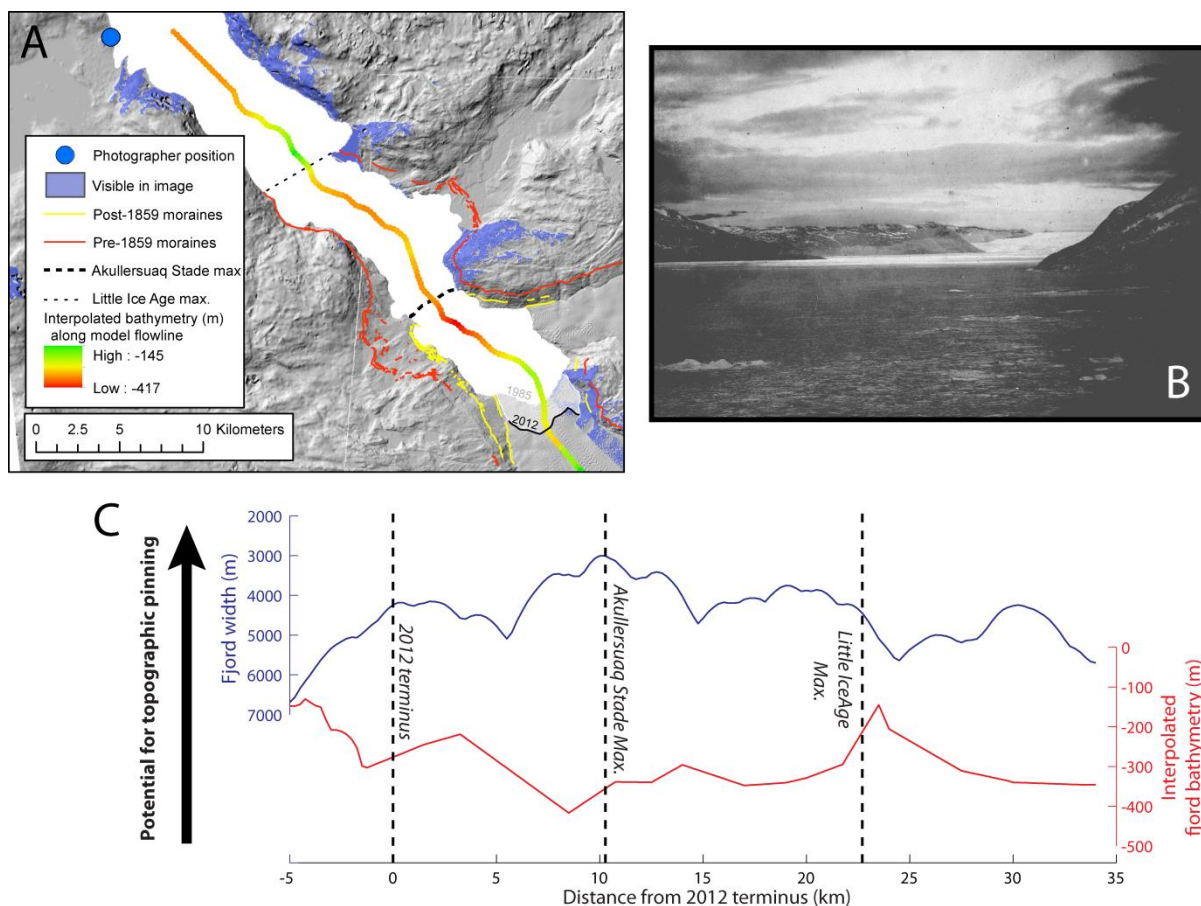 A
Photographer position
Visible in image
Post-1859 moraines
Pre-1859 moraines
Akullersuaq Stade max
Little Ice Age max.
Interpolated bathymetry (m)
along model flowline
High : -145
Low : -417
0 2.5 5 10 Kilometers
1985
2012
B
C
Potential for topographic pinning
Fjord width (m)
2000
3000
4000
5000
6000
7000
2012 terminus
Akullersuaq Stade Max.
Little IceAge
Max.
0
-100
-200
-300
-400
-500
Interpolated
fjord bathymetry (m)
-5 0 5 10 15 20 25 30 35
Distance from 2012 terminus (km)